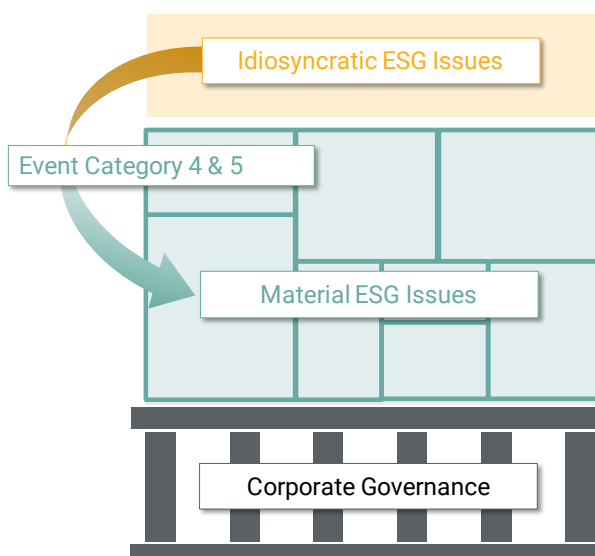 Idiosyncratic ESG Issues
Event Category 4 & 5
Material ESG Issues
Corporate Governance